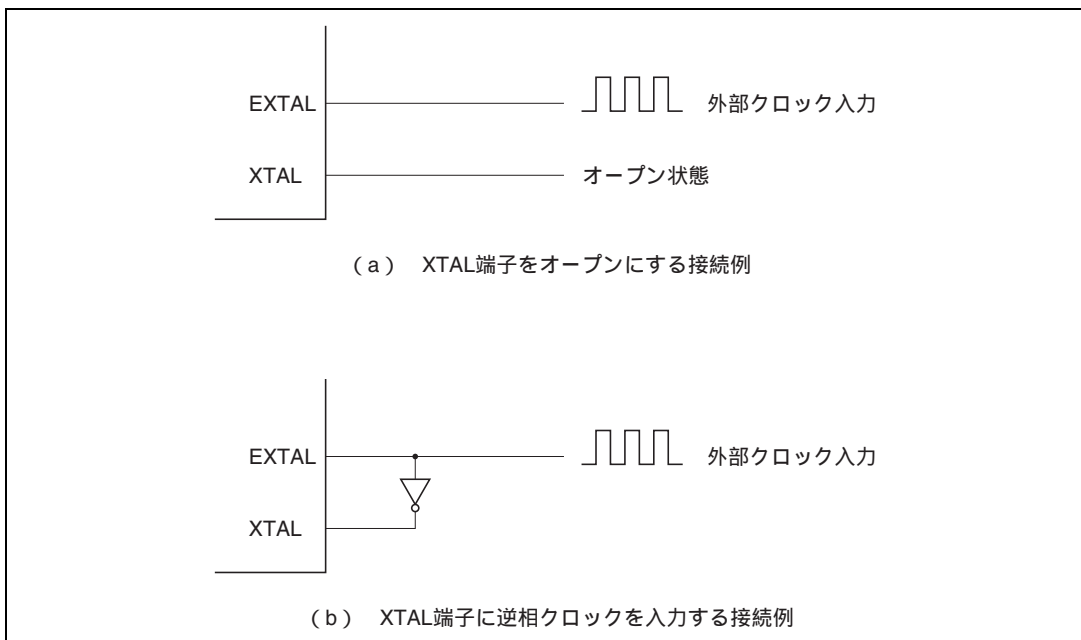 EXTAL 外部クロック入力
XTAL オープン状態
（a） XTAL端子をオープンにする接続例
EXTAL 外部クロック入力
XTAL
（b） XTAL端子に逆相クロックを入力する接続例